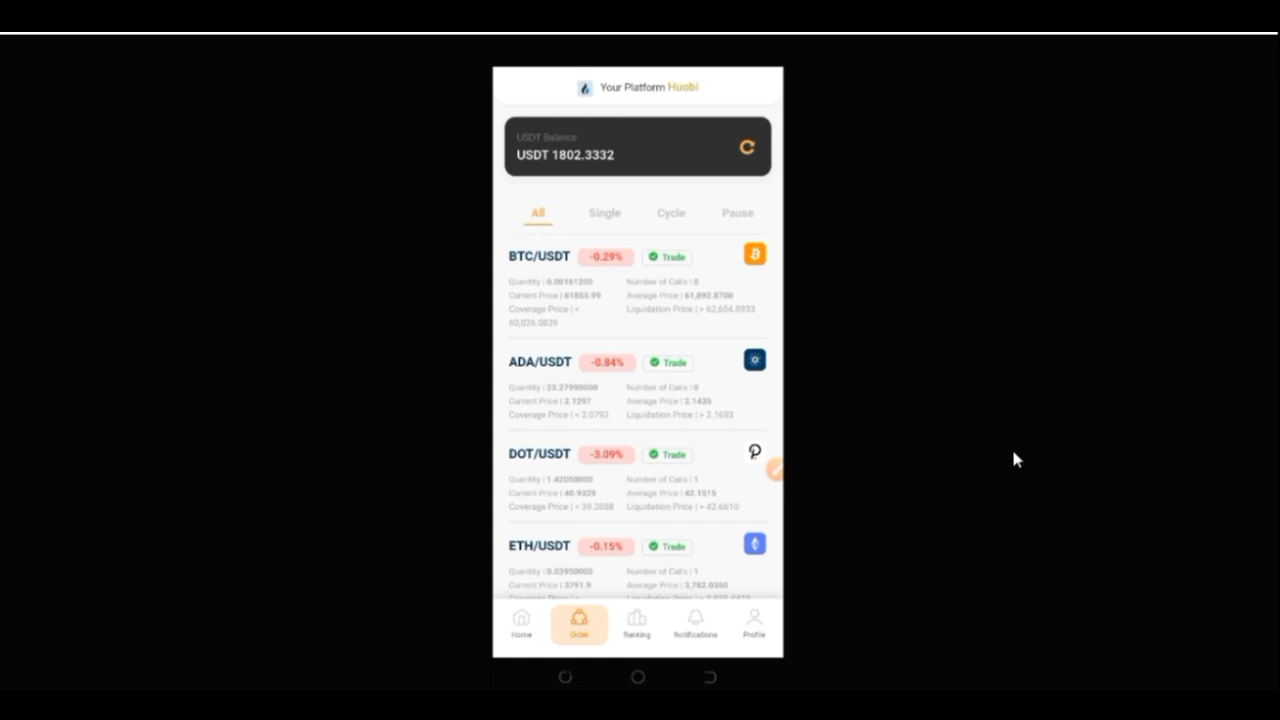 Your Platform Huobi
USDT Balance
USDT 1802.3332
All Single Cycle Pause
BTC/USDT -0.29% Trade
Quantity | 0.00161200 Number of Calls | 0
Current Price | 61855.99 Average Price | 61,892.8700
Coverage Price | < Liquidation Price | > 62,654.8933
60,036.0839
ADA/USDT -0.84% Trade
Quantity | 23.27990000 Number of Calls | 0
Current Price | 2.1297 Average Price | 2.1435
Coverage Price | < 2.0792 Liquidation Price | > 2.1693
DOT/USDT -3.09% Trade
Quantity | 1.42050000 Number of Calls | 1
Current Price | 40.9329 Average Price | 42.1515
Coverage Price | < 39.2088 Liquidation Price | > 42.6610
ETH/USDT -0.15% Trade
Quantity | 0.03950000 Number of Calls | 1
Current Price | 3791.9 Average Price | 3,782.0360
Home Order Ranking Notifications Profile